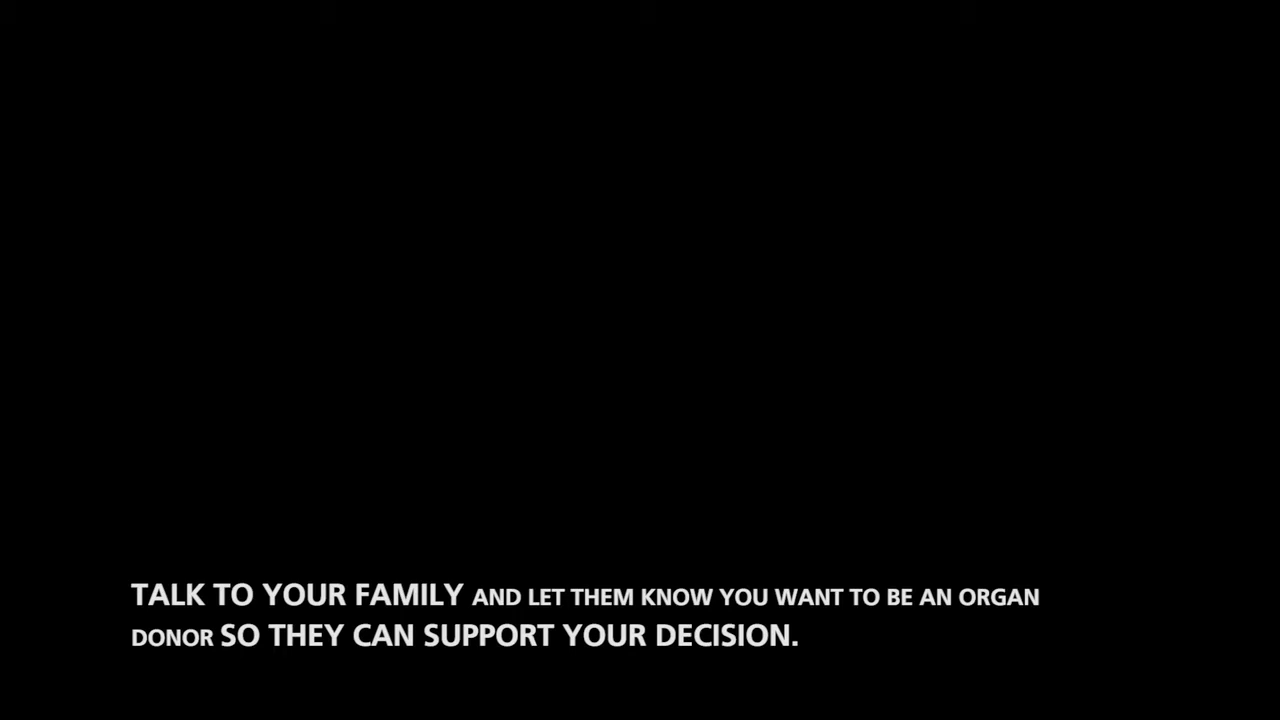 TALK TO YOUR FAMILY AND LET THEM KNOW YOU WANT TO BE AN ORGAN
DONOR SO THEY CAN SUPPORT YOUR DECISION.